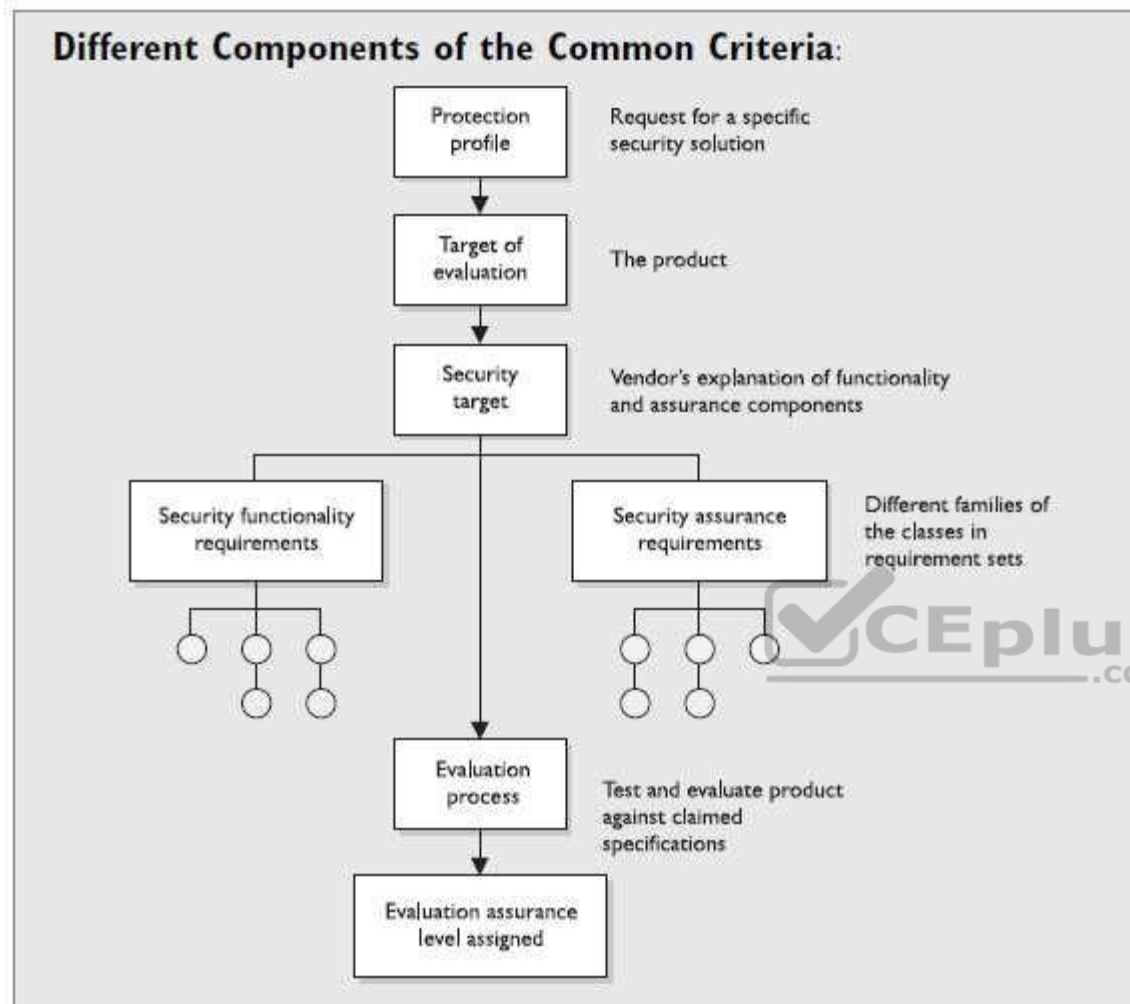 Different Components of the Common Criteria:
Protection
profile
Request for a specific
security solution
Target of
evaluation
The product
Security
target
Vendor's explanation of functionality
and assurance components
Security functionality
requirements
Security assurance
requirements
Different families of
the classes in
requirement sets
CEplu
.co
Evaluation
process
Test and evaluate product
against claimed
specifications
Evaluation assurance
level assigned